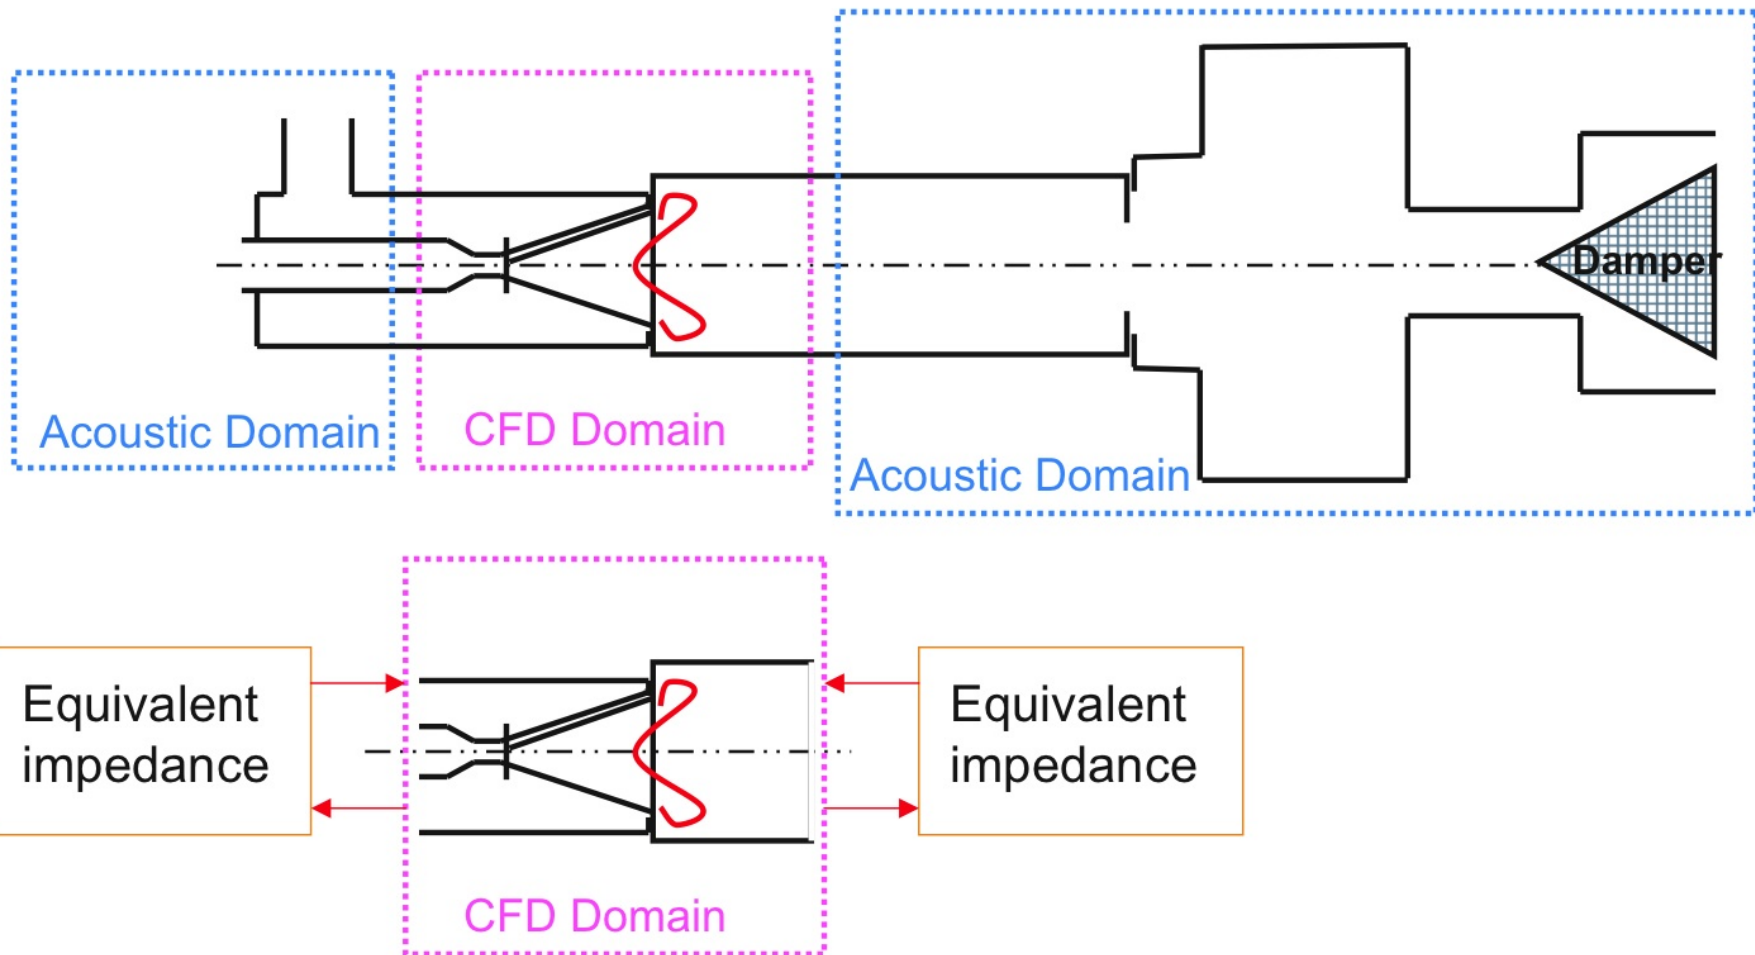 Damper
Acoustic Domain
CFD Domain
Acoustic Domain
Equivalent
impedance
Equivalent
impedance
CFD Domain